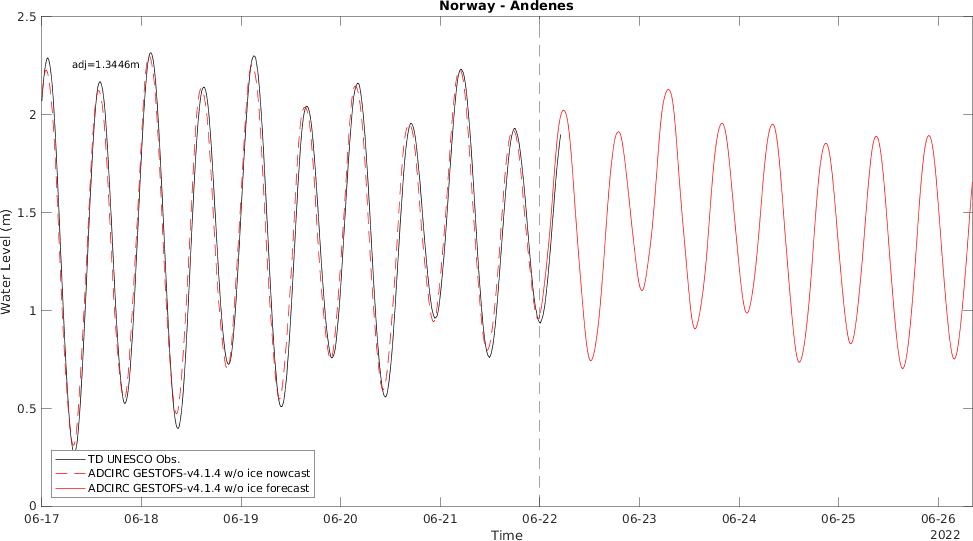 Norway - Andenes
adj=1.3446m
2.5
2
1.5
1
0.5
0
Water Level (m)
TD UNESCO Obs.
ADCIRC GESTOFS-v4.1.4 w/o ice nowcast
ADCIRC GESTOFS-v4.1.4 w/o ice forecast
06-17 06-18 06-19 06-20 06-21 06-22 06-23 06-24 06-25 06-26
Time
2022